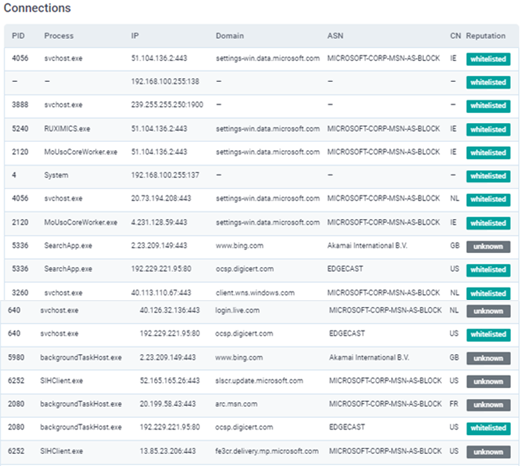 Connections
PID Process IP Domain ASN CN Reputation
4056 svchost.exe 51.104.136.2:443 settings-win.data.microsoft.com MICROSOFT-CORP-MSN-AS-BLOCK IE whitelisted
– – 192.168.100.255:138 – – – whitelisted
3888 svchost.exe 239.255.255.250:1900 – – – whitelisted
5240 RUXIMICS.exe 51.104.136.2:443 settings-win.data.microsoft.com MICROSOFT-CORP-MSN-AS-BLOCK IE whitelisted
2120 MoUsoCoreWorker.exe 51.104.136.2:443 settings-win.data.microsoft.com MICROSOFT-CORP-MSN-AS-BLOCK IE whitelisted
4 System 192.168.100.255:137 – – – whitelisted
4056 svchost.exe 20.73.194.208:443 settings-win.data.microsoft.com MICROSOFT-CORP-MSN-AS-BLOCK NL whitelisted
2120 MoUsoCoreWorker.exe 4.231.128.59:443 settings-win.data.microsoft.com MICROSOFT-CORP-MSN-AS-BLOCK IE whitelisted
5336 SearchApp.exe 2.23.209.149:443 www.bing.com Akamai International B.V. GB unknown
5336 SearchApp.exe 192.229.221.95:80 ocsp.digicert.com EDGECAST US whitelisted
3260 svchost.exe 40.113.110.67:443 client.wns.windows.com MICROSOFT-CORP-MSN-AS-BLOCK NL whitelisted
640 svchost.exe 40.126.32.136:443 login.live.com MICROSOFT-CORP-MSN-AS-BLOCK NL unknown
640 svchost.exe 192.229.221.95:80 ocsp.digicert.com EDGECAST US whitelisted
5980 backgroundTaskHost.exe 2.23.209.149:443 www.bing.com Akamai International B.V. GB unknown
6252 SIHClient.exe 52.165.165.26:443 slscr.update.microsoft.com MICROSOFT-CORP-MSN-AS-BLOCK US unknown
2080 backgroundTaskHost.exe 20.199.58.43:443 arc.msn.com MICROSOFT-CORP-MSN-AS-BLOCK FR unknown
2080 backgroundTaskHost.exe 192.229.221.95:80 ocsp.digicert.com EDGECAST US whitelisted
6252 SIHClient.exe 13.85.23.206:443 fe3cr.delivery.mp.microsoft.com MICROSOFT-CORP-MSN-AS-BLOCK US unknown